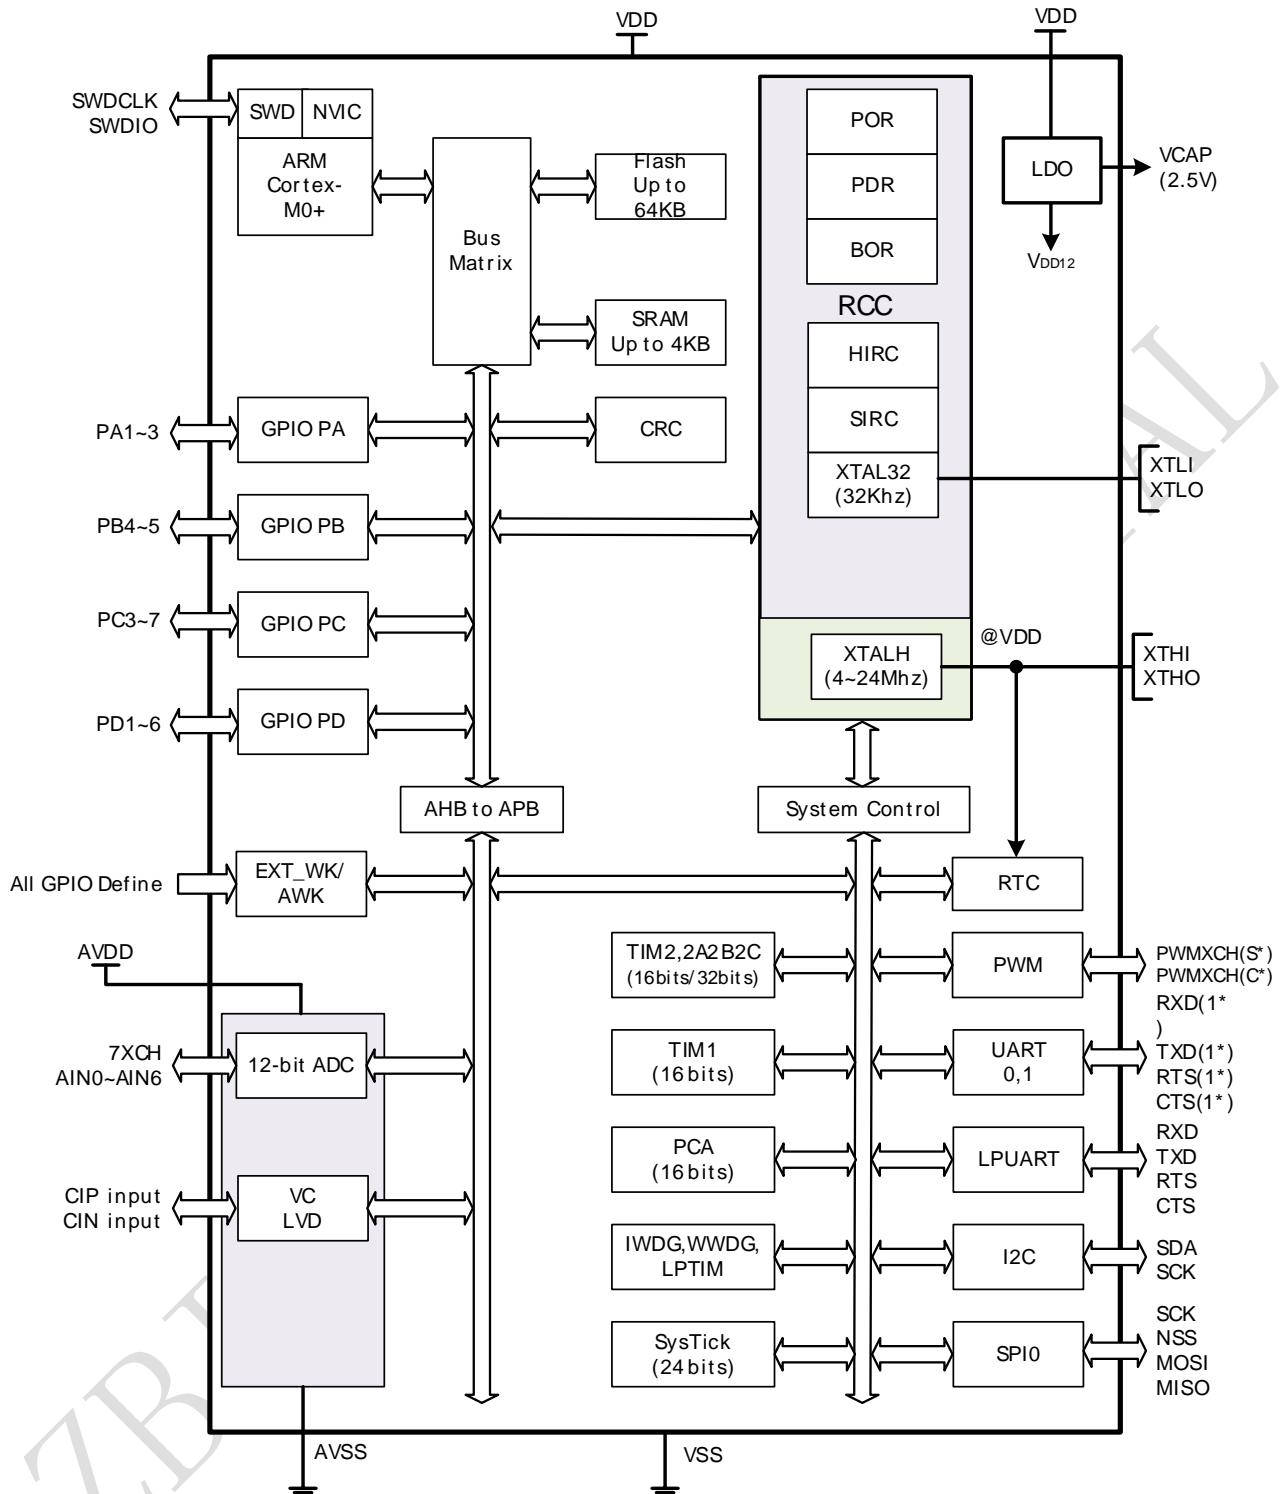 VDD
VDD
SWDCLK
SWDIO
SWD
NVIC
ARM
Cortex-
M0+
Bus
Matrix
Flash
Up to
64KB
SRAM
Up to 4KB
POR
PDR
BOR
RCC
HIRC
SIRC
XTAL32
(32Khz)
LDO
VCAP
(2.5V)
VDD12
XTLI
XTLO
PA1~3
GPIO PA
CRC
PB4~5
GPIO PB
PC3~7
GPIO PC
PD1~6
GPIO PD
@VDD
XTALH
(4~24Mhz)
XTHI
XTHO
AHB to APB
System Control
All GPIO Define
EXT_WK/
AWK
RTC
AVDD
TIM2,2A2B2C
(16bits/32bits)
PWM
PWMXCH(S*)
PWMXCH(C*)
7XCH
AIN0~AIN6
12-bit ADC
TIM1
(16bits)
UART
0,1
RXD(1*
)
TXD(1*)
RTS(1*)
CTS(1*)
PCA
(16bits)
LPUART
RXD
TXD
RTS
CTS
CIP input
CIN input
VC
LVD
IWDG,WWDG,
LPTIM
I2C
SDA
SCK
SysTick
(24bits)
SPI0
SCK
NSS
MOSI
MISO
AVSS
VSS